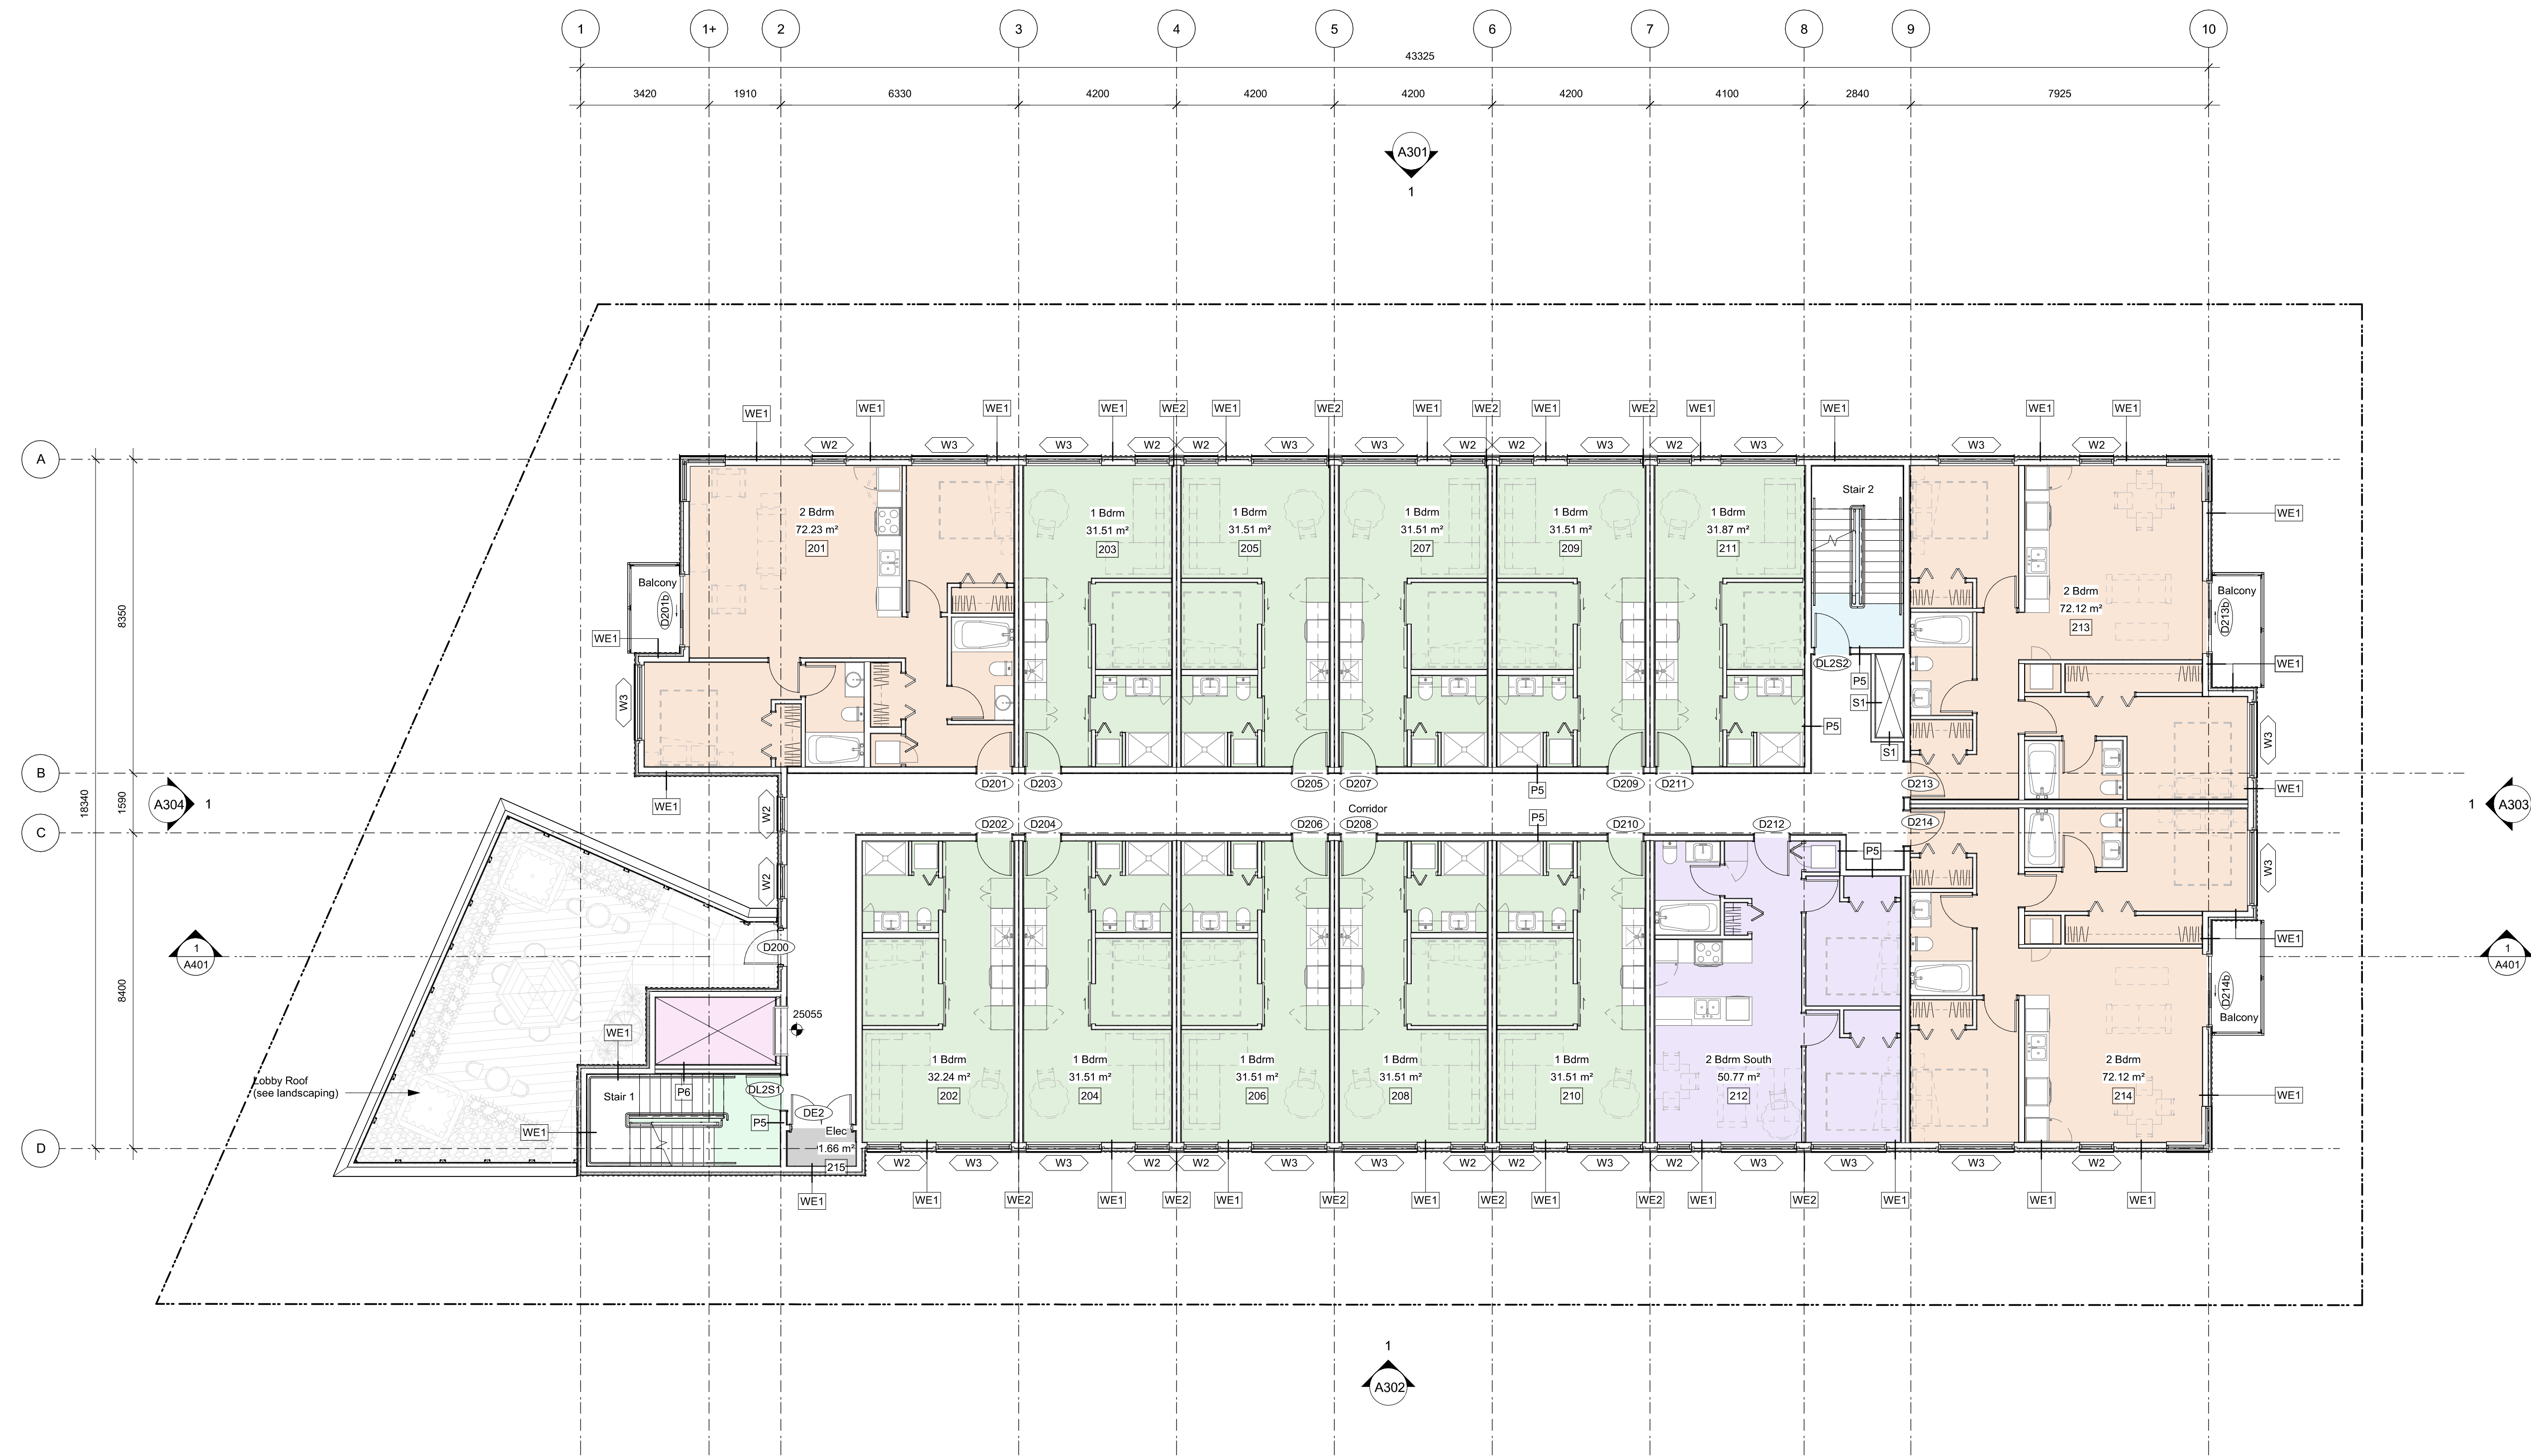 1 1+ 2 3 4 5 6 7 8 9 10
43325
3420 1910 6330 4200 4200 4200 4200 4100 2840 7925
A301
1
WE1 WE1 WE1 WE1 WE2 WE1 WE2 WE1 WE2 WE1 WE2 WE1 WE1 WE1 WE1
W2 W3 W3 W2 W2 W3 W3 W2 W2 W3 W2 W3 W3 W2
A
Stair 2
2 Bdrm
72.23 m²
201
1 Bdrm
31.51 m²
203
1 Bdrm
31.51 m²
205
1 Bdrm
31.51 m²
207
1 Bdrm
31.51 m²
209
1 Bdrm
31.87 m²
211
WE1
Balcony
D201b
WE1
W3
2 Bdrm
72.12 m²
213
Balcony
D213b
WE1
8350
18340
1590
8400
DL2S2
P5
S1
P5
S1
W3
B
A304
1
WE1
W2
D201 D203 D205 D207 P5 D209 D211 D213
WE1
1
A303
Corridor
C
D202 D204 D206 D208 P5 D210 D212 D214
P5
W2
W3
D200
1
A401
WE1
1
A401
D214b
Balcony
25055
WE1
Lobby Roof
(see landscaping)
Stair 1
P6
DL2S1
P5
DE2
Elec
1.66 m²
215
WE1
1 Bdrm
32.24 m²
202
1 Bdrm
31.51 m²
204
1 Bdrm
31.51 m²
206
1 Bdrm
31.51 m²
208
1 Bdrm
31.51 m²
210
2 Bdrm South
50.77 m²
212
2 Bdrm
72.12 m²
214
WE1
D
W2 W3 W3 W2 W2 W3 W3 W2 W2 W3 W2 W3 W3 W3 W2
WE1 WE1 WE2 WE1 WE2 WE1 WE2 WE1 WE2 WE1 WE2 WE1 WE2 WE1 WE1 WE1
1
A302